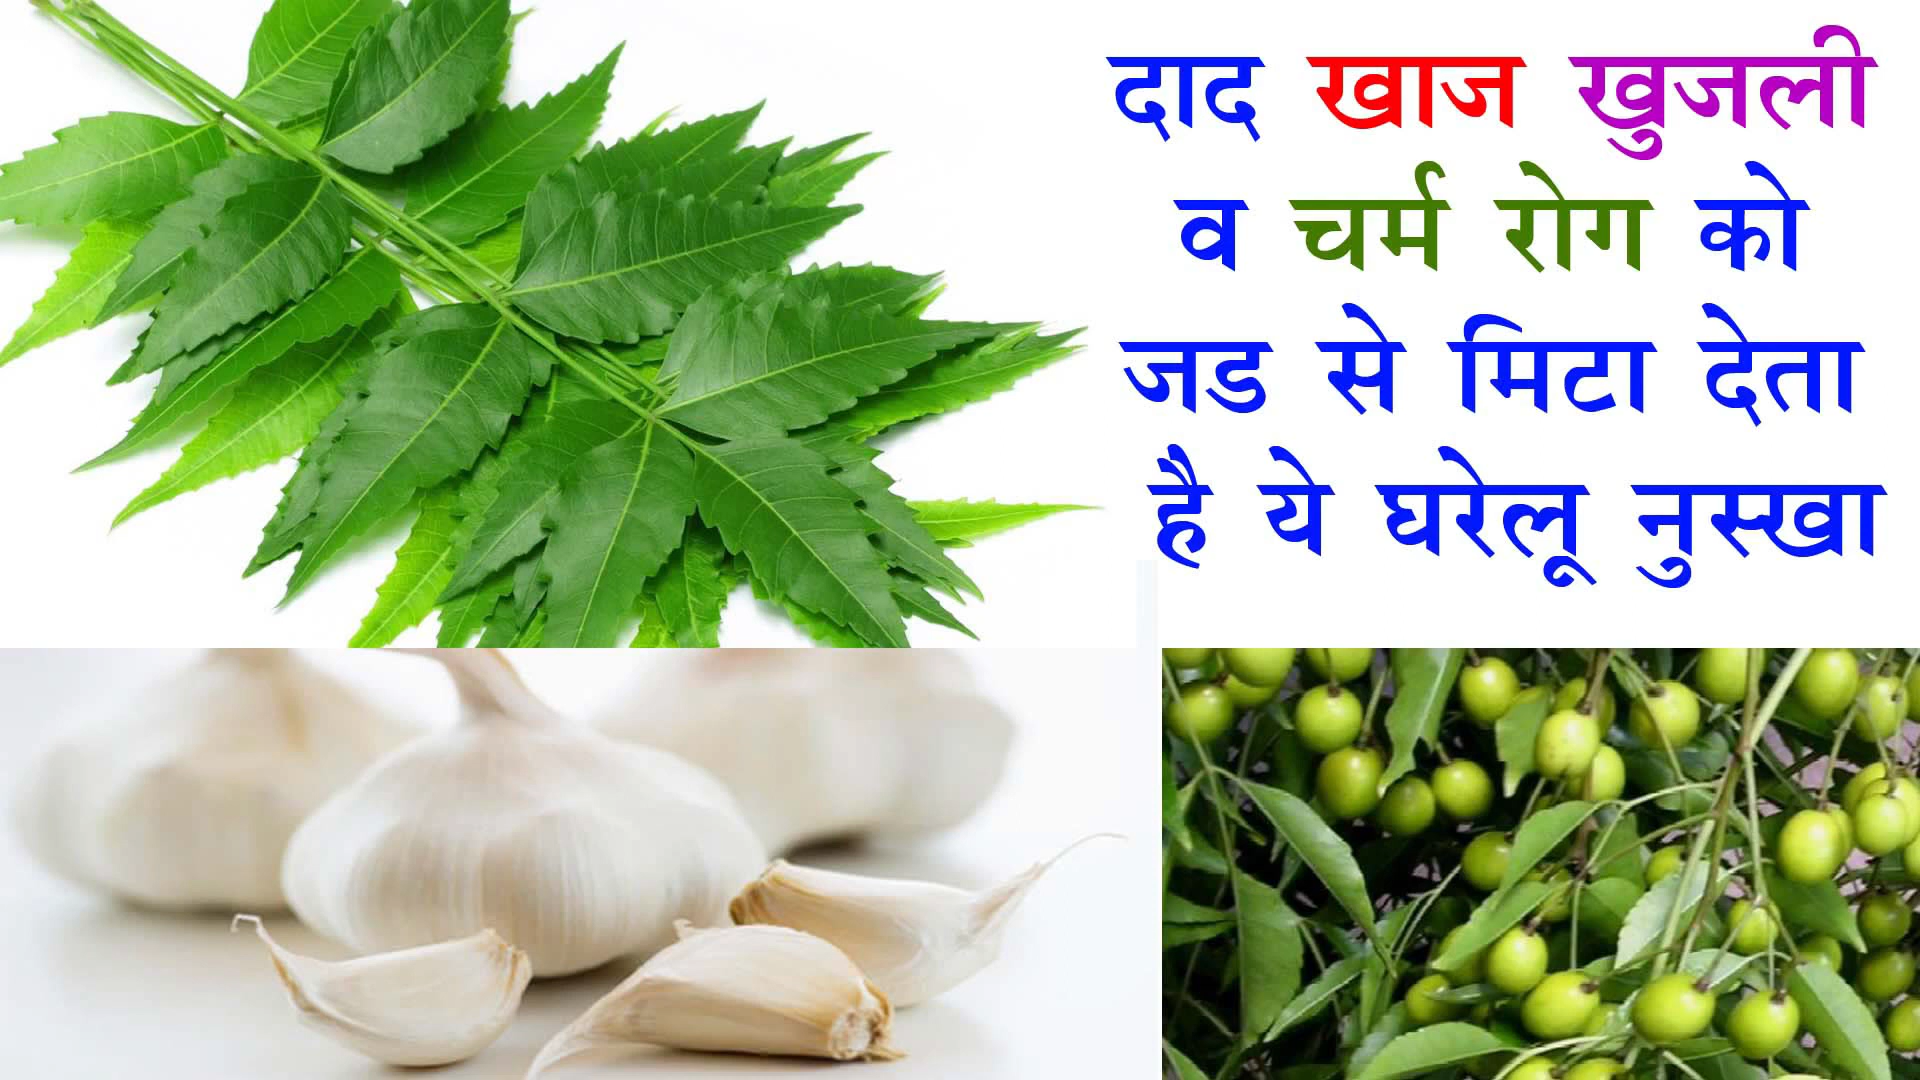 दाद खाज खुजली
व चर्म रोग को
जड से मिटा देता
है ये घरेलू नुस्खा